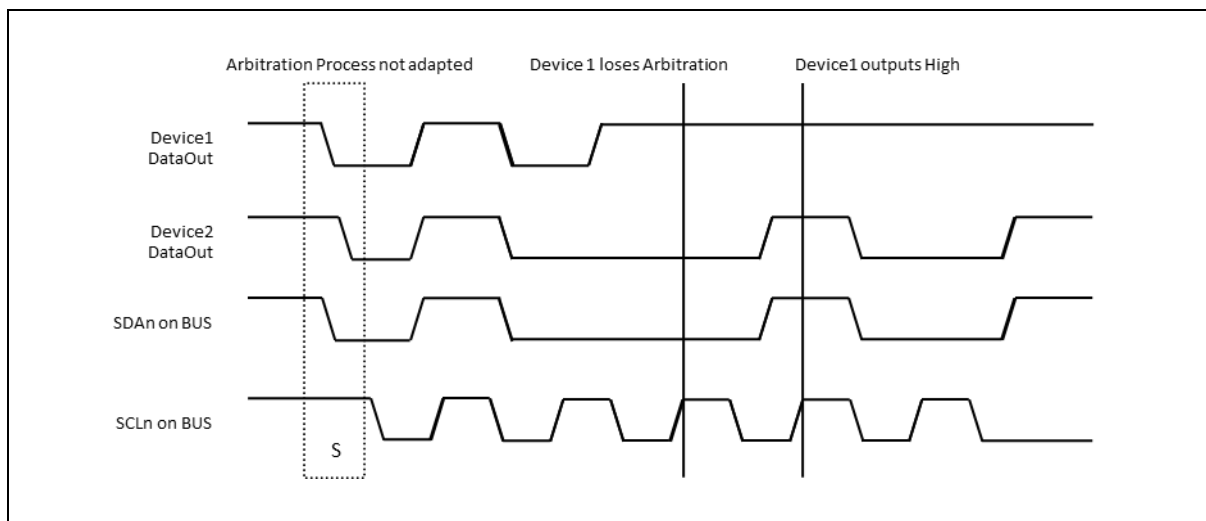 Arbitration Process not adapted
Device 1 loses Arbitration
Device1 outputs High
Device1
DataOut
Device2
DataOut
SDAn on BUS
SCLn on BUS
S